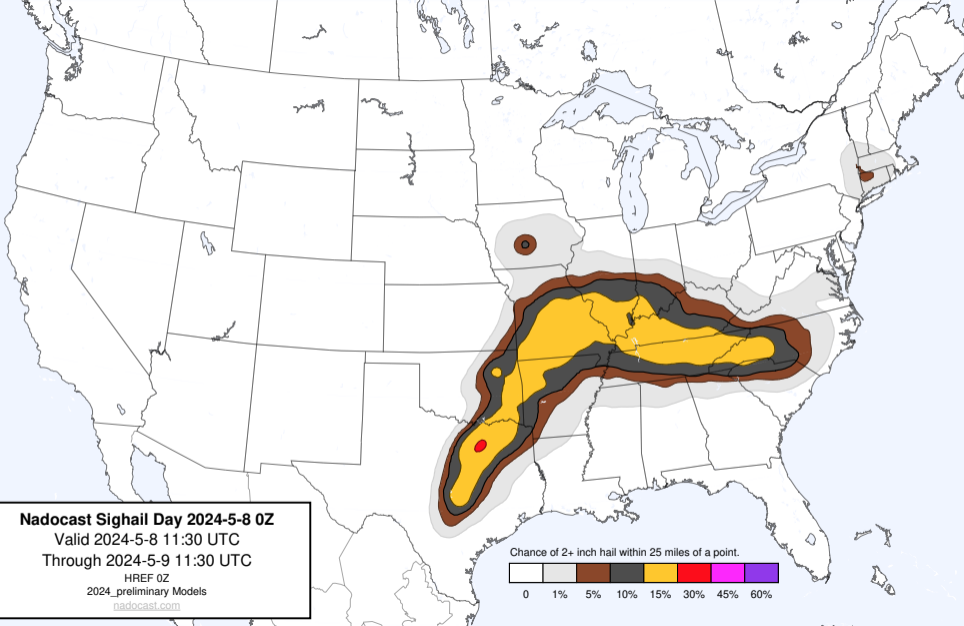 Nadocast Sighail Day 2024-5-8 0Z
Valid 2024-5-8 11:30 UTC
Through 2024-5-9 11:30 UTC
HREF 0Z
2024_preliminary Models
nadocast.com
Chance of 2+ inch hail within 25 miles of a point.
0 1% 5% 10% 15% 30% 45% 60%